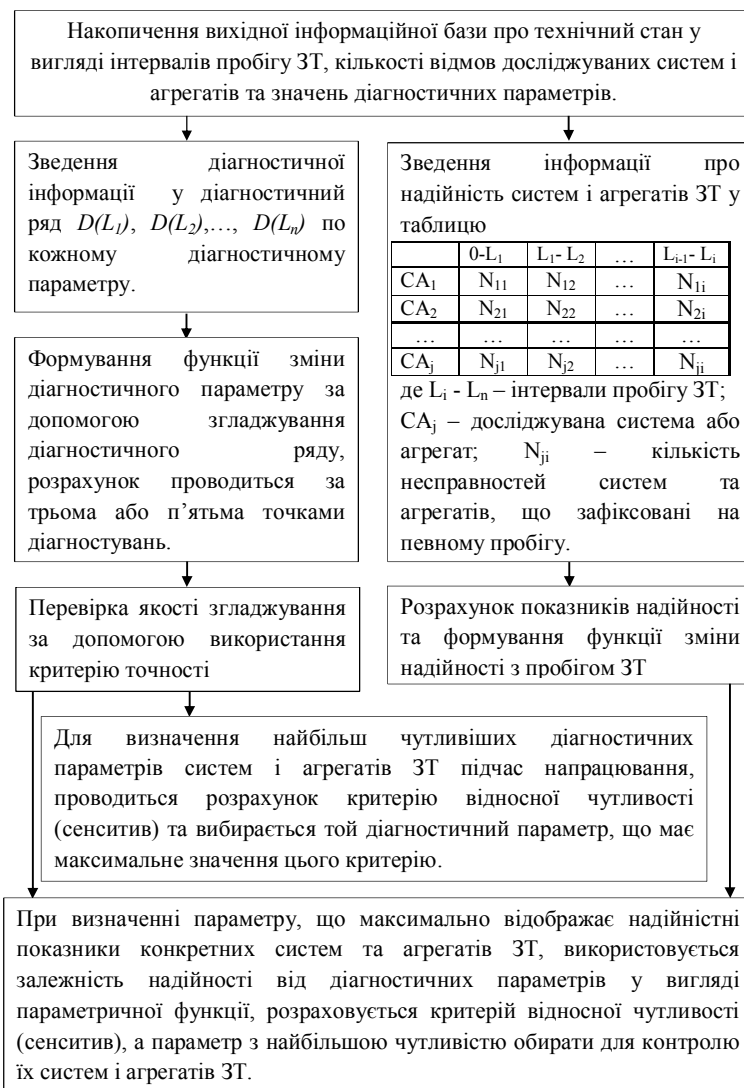 Накопичення вихідної інформаційної бази про технічний стан у
вигляді інтервалів пробігу ЗТ, кількості відмов досліджуваних систем і
агрегатів та значень діагностичних параметрів.
Зведення діагностичної
інформації у діагностичний
ряд D(L1), D(L2),…, D(Ln) по
кожному діагностичному
параметру.
Формування функції зміни
діагностичного параметру за
допомогою згладжування
діагностичного ряду,
розрахунок проводиться за
трьома або п’ятьма точками
діагностувань.
Перевірка якості згладжування
за допомогою використання
критерію точності
Зведення інформації про
надійність систем і агрегатів ЗТ у
таблицю
0-L1 L1- L2 … Li-1- Li
СА1 N11 N12 … N1i
СА2 N21 N22 … N2i
… … … … …
САj Nj1 Nj2 … Nji
де Li - Ln – інтервали пробігу ЗТ;
САj – досліджувана система або
агрегат; Nji – кількість
несправностей систем та
агрегатів, що зафіксовані на
певному пробігу.
Розрахунок показників надійності
та формування функції зміни
надійності з пробігом ЗТ
Для визначення найбільш чутливіших діагностичних
параметрів систем і агрегатів ЗТ підчас напрацювання,
проводиться розрахунок критерію відносної чутливості
(сенситив) та вибирається той діагностичний параметр, що має
максимальне значення цього критерію.
При визначенні параметру, що максимально відображає надійністні
показники конкретних систем та агрегатів ЗТ, використовується
залежність надійності від діагностичних параметрів у вигляді
параметричної функції, розраховується критерій відносної чутливості
(сенситив), а параметр з найбільшою чутливістю обирати для контролю
їх систем і агрегатів ЗТ.